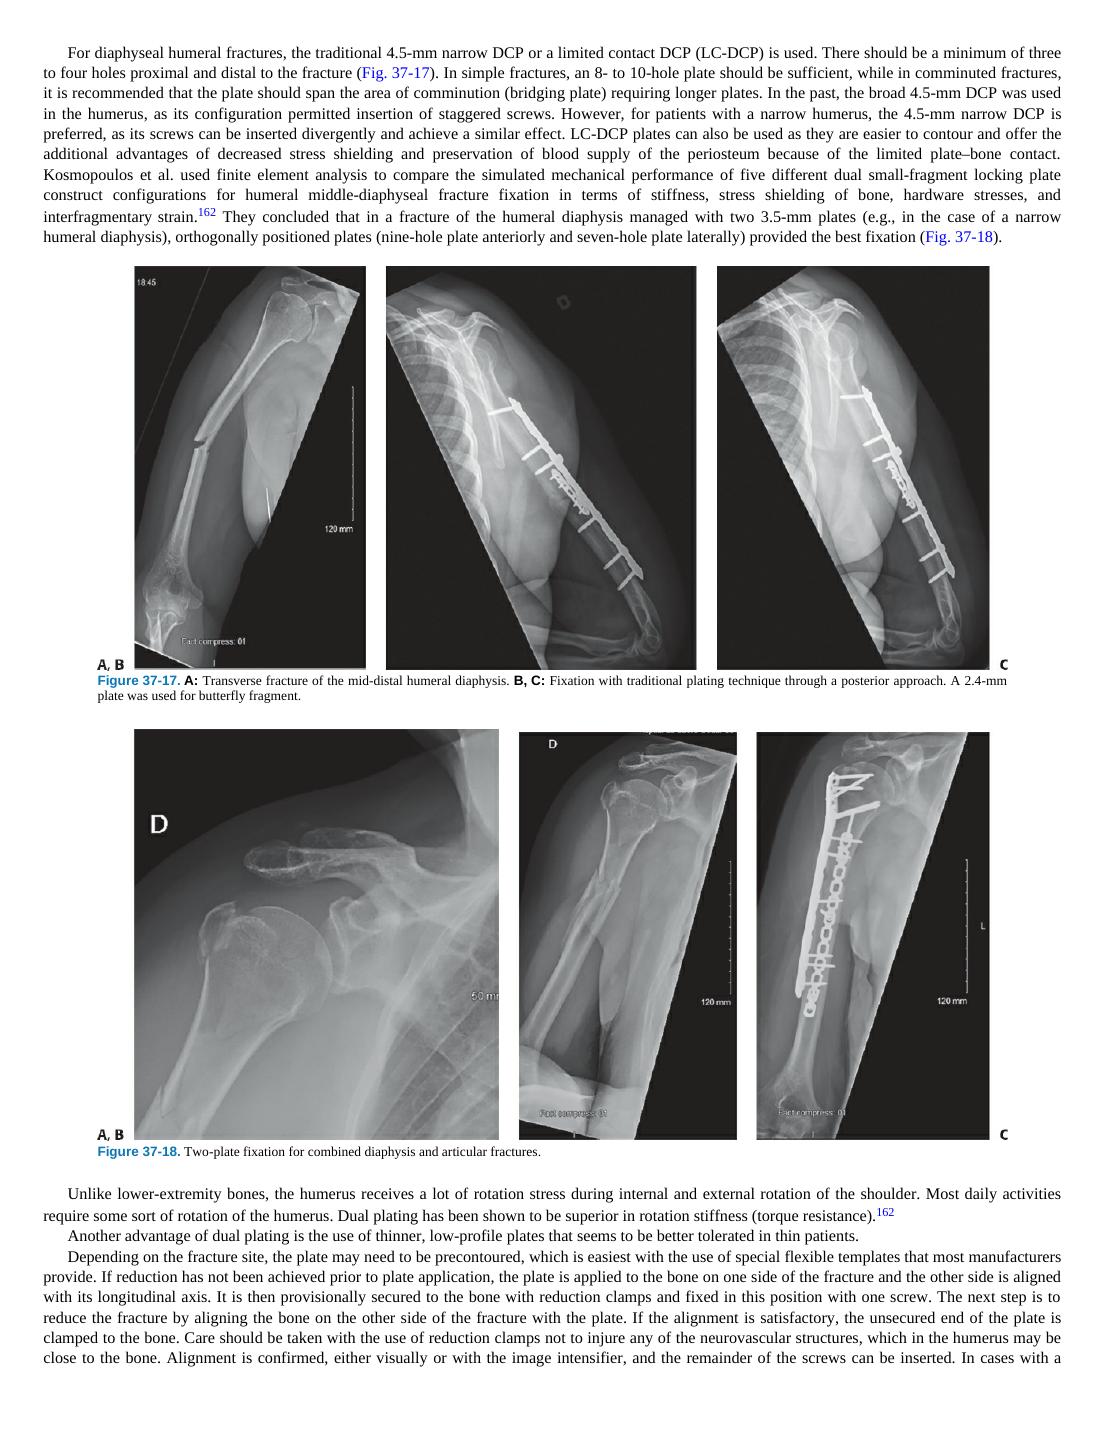 For diaphyseal humeral fractures, the traditional 4.5-mm narrow DCP or a limited contact DCP (LC-DCP) is used. There should be a minimum of three
to four holes proximal and distal to the fracture (Fig. 37-17). In simple fractures, an 8- to 10-hole plate should be sufficient, while in comminuted fractures,
it is recommended that the plate should span the area of comminution (bridging plate) requiring longer plates. In the past, the broad 4.5-mm DCP was used
in the humerus, as its configuration permitted insertion of staggered screws. However, for patients with a narrow humerus, the 4.5-mm narrow DCP is
preferred, as its screws can be inserted divergently and achieve a similar effect. LC-DCP plates can also be used as they are easier to contour and offer the
additional advantages of decreased stress shielding and preservation of blood supply of the periosteum because of the limited plate–bone contact.
Kosmopoulos et al. used finite element analysis to compare the simulated mechanical performance of five different dual small-fragment locking plate
construct configurations for humeral middle-diaphyseal fracture fixation in terms of stiffness, stress shielding of bone, hardware stresses, and
interfragmentary strain.162 They concluded that in a fracture of the humeral diaphysis managed with two 3.5-mm plates (e.g., in the case of a narrow
humeral diaphysis), orthogonally positioned plates (nine-hole plate anteriorly and seven-hole plate laterally) provided the best fixation (Fig. 37-18).
18:45
120 mm
Fact compress: 01
A, B
C
Figure 37-17. A: Transverse fracture of the mid-distal humeral diaphysis. B, C: Fixation with traditional plating technique through a posterior approach. A 2.4-mm
plate was used for butterfly fragment.
D
50 m
D
120 mm
Fact compress: 01
L
120 mm
Fact compress: 01
A, B
C
Figure 37-18. Two-plate fixation for combined diaphysis and articular fractures.
Unlike lower-extremity bones, the humerus receives a lot of rotation stress during internal and external rotation of the shoulder. Most daily activities
require some sort of rotation of the humerus. Dual plating has been shown to be superior in rotation stiffness (torque resistance).162
Another advantage of dual plating is the use of thinner, low-profile plates that seems to be better tolerated in thin patients.
Depending on the fracture site, the plate may need to be precontoured, which is easiest with the use of special flexible templates that most manufacturers
provide. If reduction has not been achieved prior to plate application, the plate is applied to the bone on one side of the fracture and the other side is aligned
with its longitudinal axis. It is then provisionally secured to the bone with reduction clamps and fixed in this position with one screw. The next step is to
reduce the fracture by aligning the bone on the other side of the fracture with the plate. If the alignment is satisfactory, the unsecured end of the plate is
clamped to the bone. Care should be taken with the use of reduction clamps not to injure any of the neurovascular structures, which in the humerus may be
close to the bone. Alignment is confirmed, either visually or with the image intensifier, and the remainder of the screws can be inserted. In cases with a